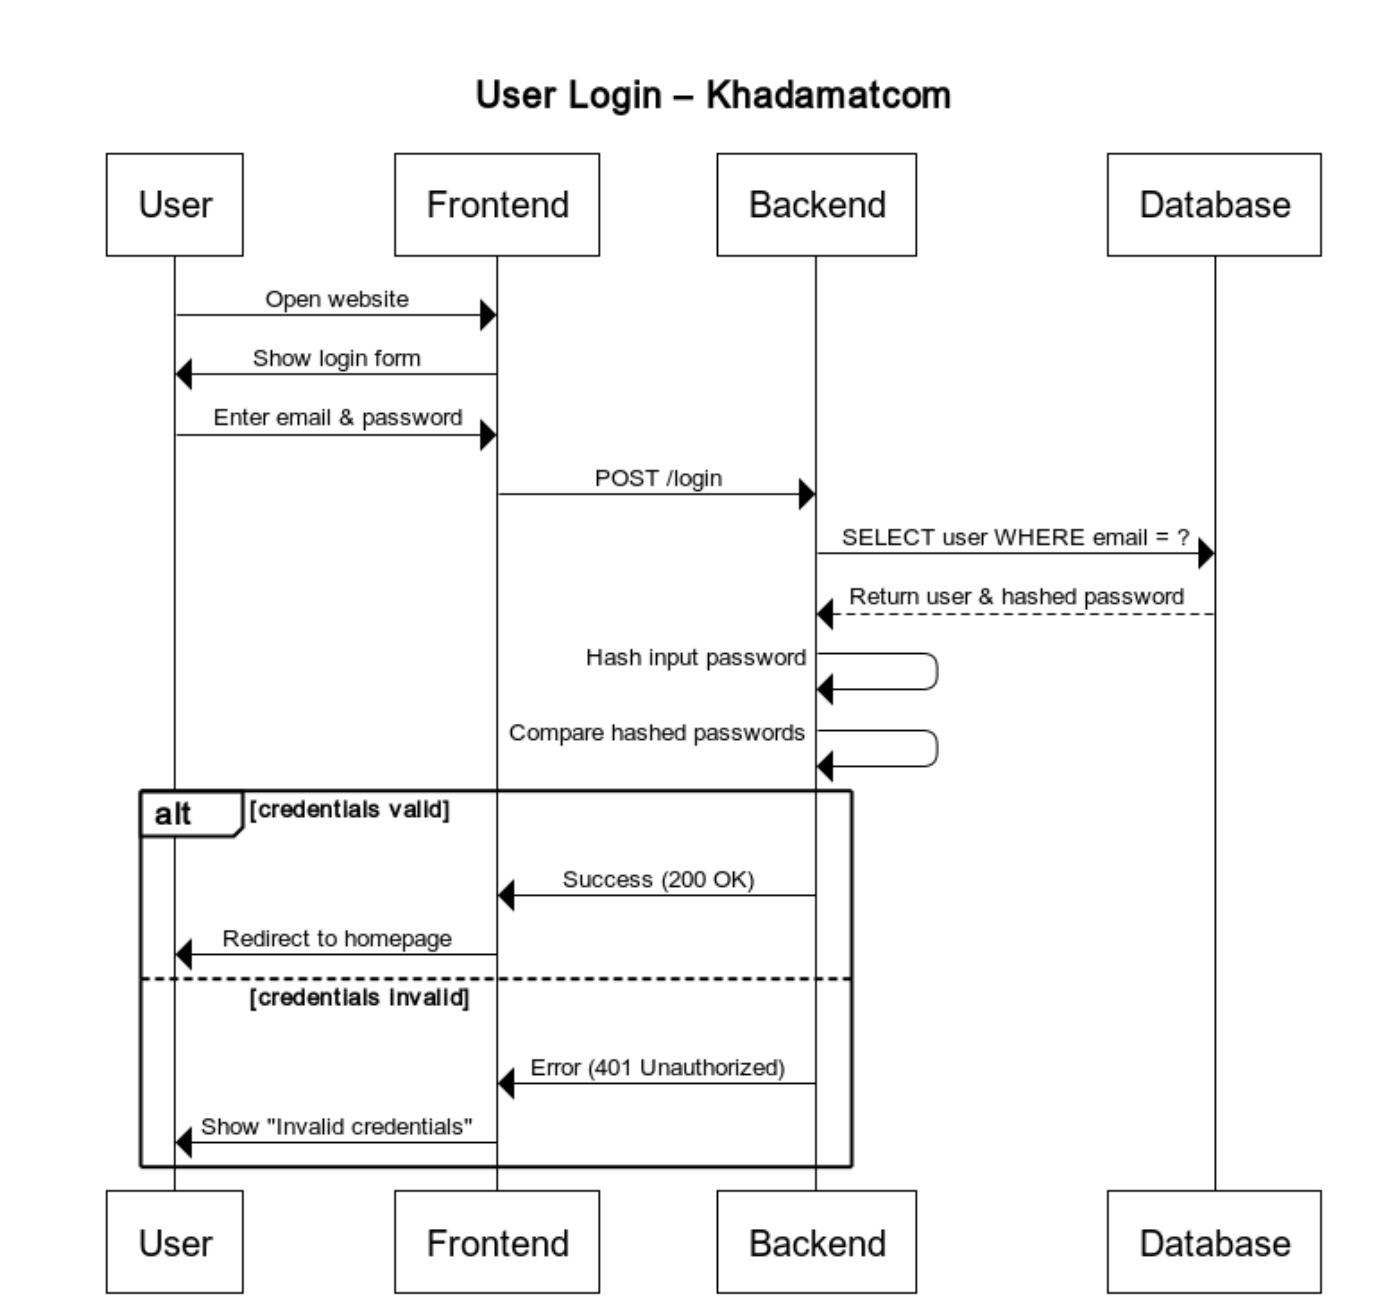 User Login – Khadamatcom
User Frontend Backend Database
Open website
Show login form
Enter email & password
POST /login
SELECT user WHERE email = ?
Return user & hashed password
Hash input password
Compare hashed passwords
alt [credentials valid]
Success (200 OK)
Redirect to homepage
[credentials invalid]
Error (401 Unauthorized)
Show "Invalid credentials"
User Frontend Backend Database